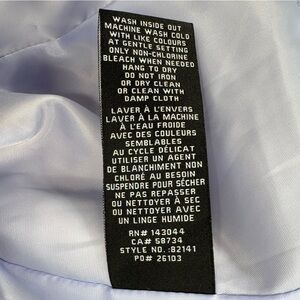 WASH INSIDE OUT
MACHINE WASH COLD
WITH LIKE COLOURS
AT GENTLE SETTING
ONLY NON-CHLORINE
BLEACH WHEN NEEDED
HANG TO DRY
DO NOT IRON
OR DRY CLEAN
OR CLEAN WITH
DAMP CLOTH
LAVER À L'ENVERS
LAVER À LA MACHINE
À L'EAU FROIDE
AVEC DES COULEURS
SEMBLABLES
AU CYCLE DÉLICAT
UTILISER UN AGENT
DE BLANCHIMENT NON
CHLORÉ AU BESOIN
SUSPENDRE POUR SÉCHER
NE PAS REPASSER
OU NETTOYER À SEC
OU NETTOYER AVEC
UN LINGE HUMIDE
RN# 143044
CA# 58734
STYLE NO.:82141
PO# 26103